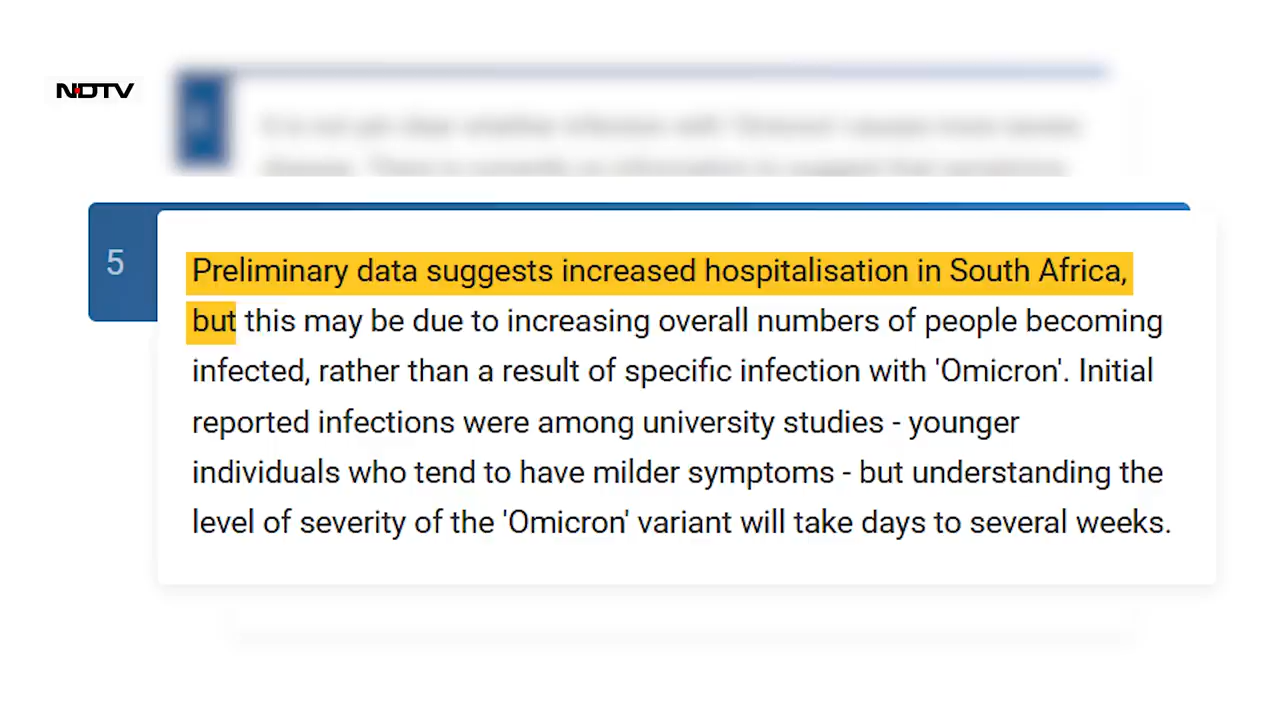 NDTV
5
Preliminary data suggests increased hospitalisation in South Africa,
but this may be due to increasing overall numbers of people becoming
infected, rather than a result of specific infection with 'Omicron'. Initial
reported infections were among university studies - younger
individuals who tend to have milder symptoms - but understanding the
level of severity of the 'Omicron' variant will take days to several weeks.